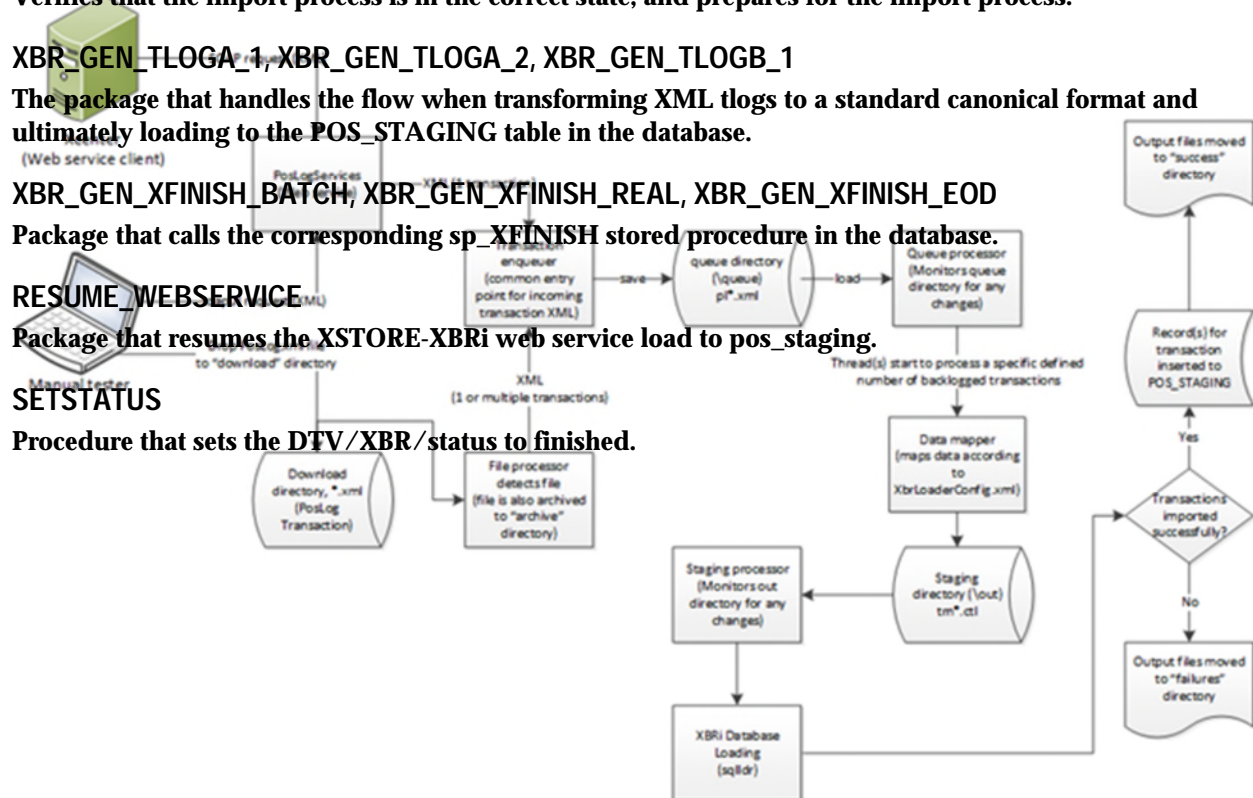 Verifies that the import process is in the correct state, and prepares for the import process.
XBR_GEN_TLOGA_1, XBR_GEN_TLOGA_2, XBR_GEN_TLOGB_1
The package that handles the flow when transforming XML tlogs to a standard canonical format and
ultimately loading to the POS_STAGING table in the database.
XBR_GEN_XFINISH_BATCH, XBR_GEN_XFINISH_REAL, XBR_GEN_XFINISH_EOD
Package that calls the corresponding sp_XFINISH stored procedure in the database.
RESUME_WEBSERVICE
Package that resumes the XSTORE-XBRi web service load to pos_staging.
SETSTATUS
Procedure that sets the DTV/XBR/status to finished.
(Web service client)
PosLogServices
Manual tester
to "download" directory
Download
directory, *.xml
(PosLog
Transaction)
File processor
detects file
(file is also archived
to "archive"
directory)
XML
(1 or multiple transactions)
Transaction
enqueuer
(common entry
point for incoming
transaction XML)
save
queue directory
(\queue)
pl*.xml
load
Queue processor
(Monitors queue
directory for any
changes)
Thread(s) start to process a specific defined
number of backlogged transactions
Data mapper
(maps data according
to
XbrLoaderConfig.xml)
Staging
directory (\out)
tm*.ctl
Staging processor
(Monitors out
directory for any
changes)
XBRi Database
Loading
(sqlldr)
Transactions
imported
successfully?
Yes
Record(s) for
transaction
inserted to
POS_STAGING
Output files moved
to "success"
directory
No
Output files moved
to "failures"
directory